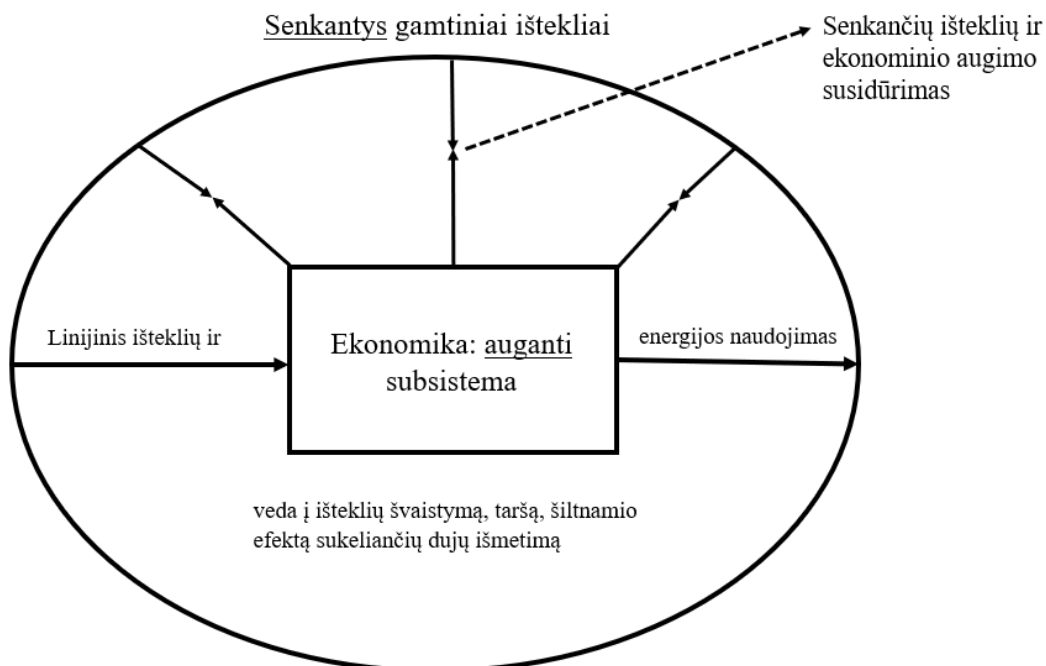 Senkantys gamtiniai ištekliai
Senkančių išteklių ir
ekonominio augimo
susidūrimas
Linijinis išteklių ir
Ekonomika: auganti
subsistema
energijos naudojimas
veda į išteklių švaistymą, taršą, šiltnamio
efektą sukeliančių dujų išmetimą